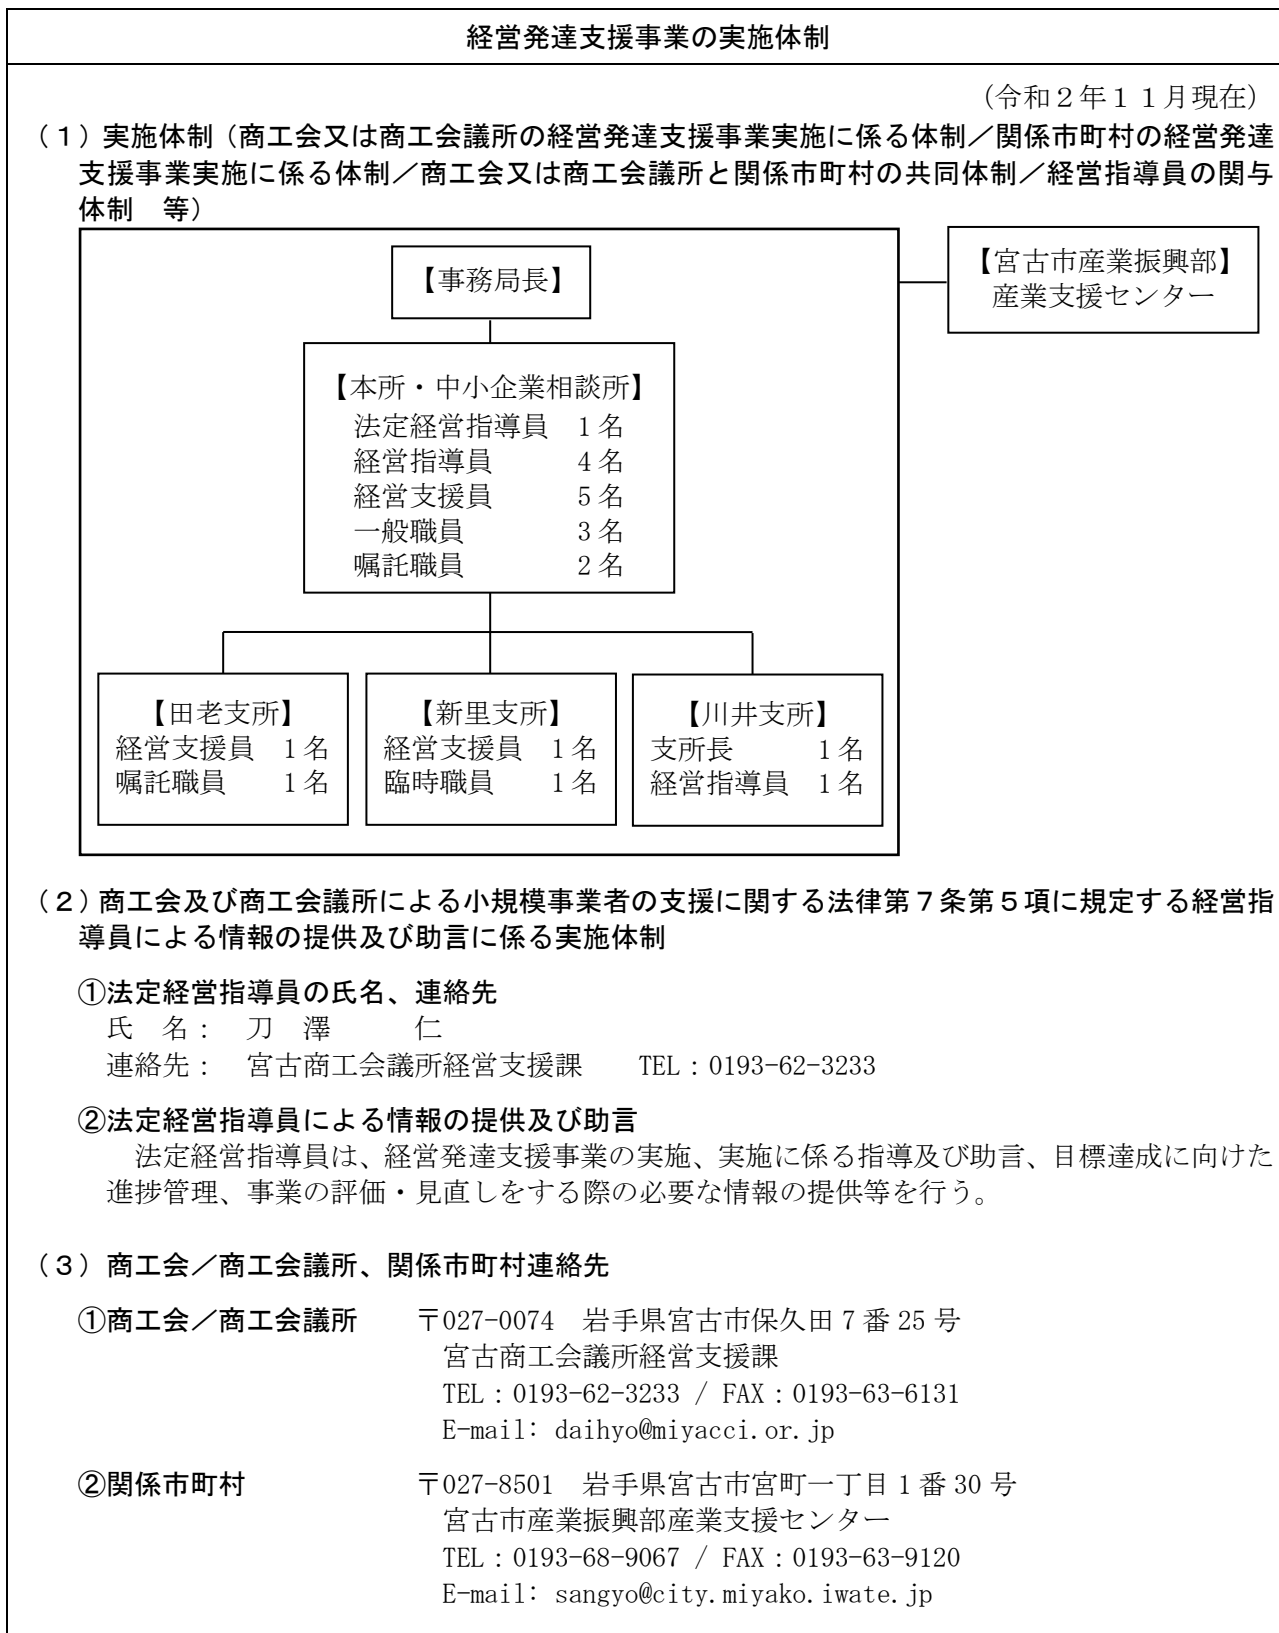 経営発達支援事業の実施体制
（令和２年１１月現在）
（１）実施体制（商工会又は商工会議所の経営発達支援事業実施に係る体制／関係市町村の経営発達
支援事業実施に係る体制／商工会又は商工会議所と関係市町村の共同体制／経営指導員の関与
体制　等）
【事務局長】
【宮古市産業振興部】
産業支援センター
【本所・中小企業相談所】
法定経営指導員　1名
経営指導員　4名
経営支援員　5名
一般職員　3名
嘱託職員　2名
【田老支所】
経営支援員　1名
嘱託職員　1名
【新里支所】
経営支援員　1名
臨時職員　1名
【川井支所】
支所長　1名
経営指導員　1名
（２）商工会及び商工会議所による小規模事業者の支援に関する法律第７条第５項に規定する経営指
導員による情報の提供及び助言に係る実施体制
①法定経営指導員の氏名、連絡先
氏　名：　刀　澤　　　仁
連絡先：　宮古商工会議所経営支援課　　TEL：0193-62-3233
②法定経営指導員による情報の提供及び助言
法定経営指導員は、経営発達支援事業の実施、実施に係る指導及び助言、目標達成に向けた
進捗管理、事業の評価・見直しをする際の必要な情報の提供等を行う。
（３）商工会／商工会議所、関係市町村連絡先
①商工会／商工会議所　　〒027-0074　岩手県宮古市保久田7番25号
宮古商工会議所経営支援課
TEL：0193-62-3233 / FAX：0193-63-6131
E-mail: daihyo@miyacci.or.jp
②関係市町村　　〒027-8501　岩手県宮古市宮町一丁目1番30号
宮古市産業振興部産業支援センター
TEL：0193-68-9067 / FAX：0193-63-9120
E-mail: sangyo@city.miyako.iwate.jp